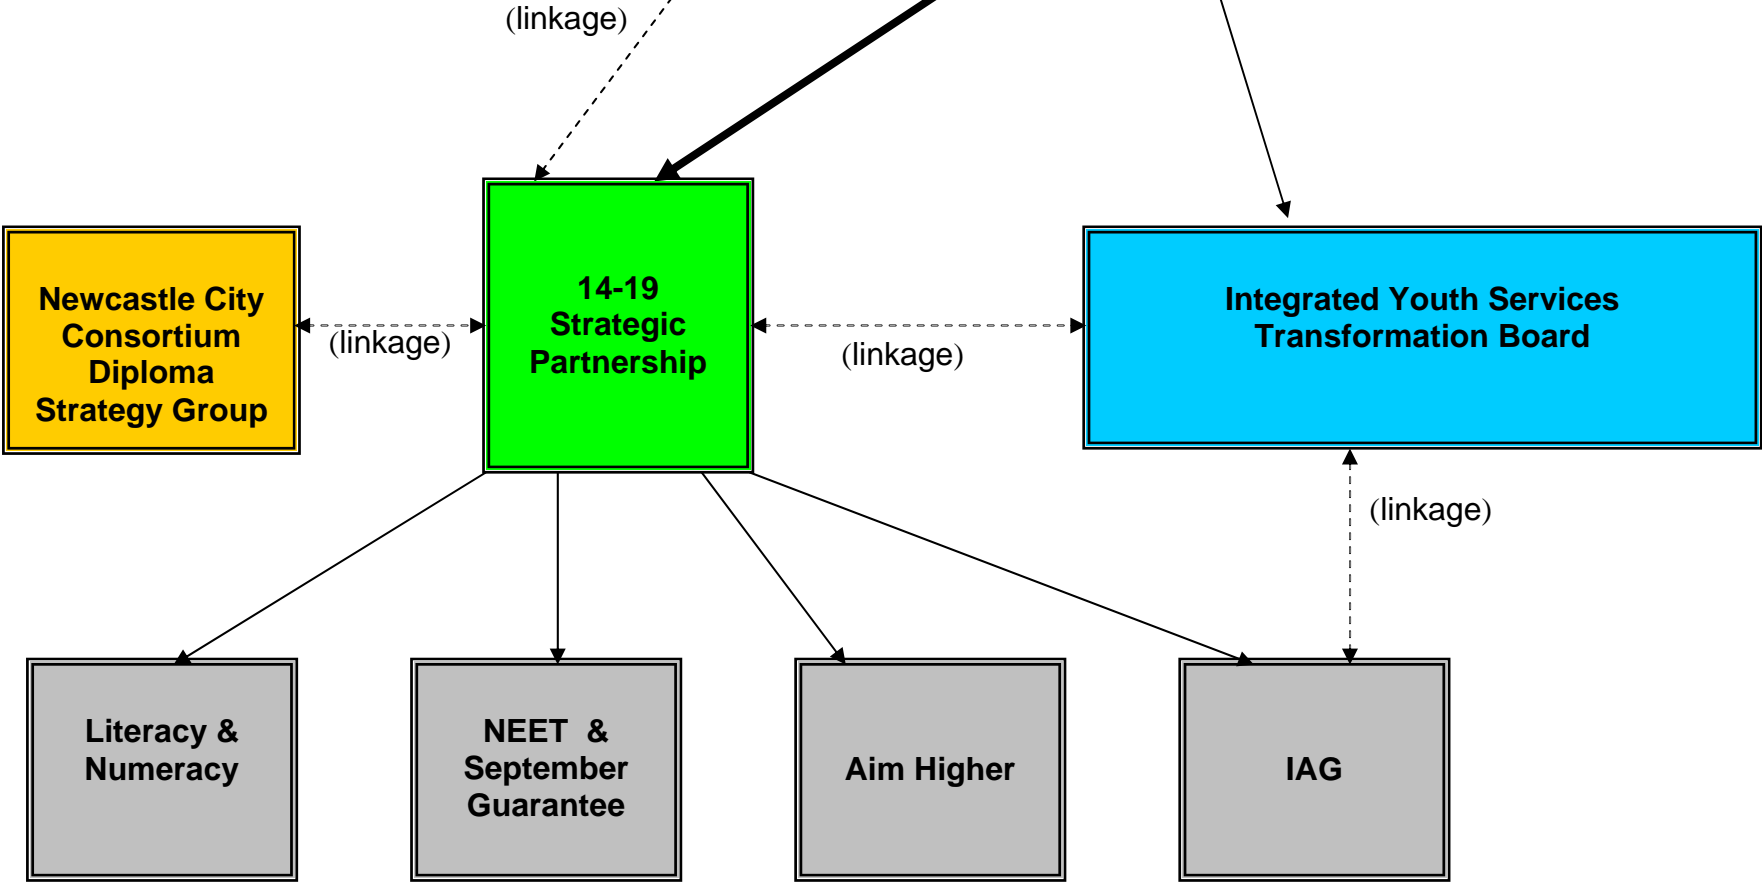 (linkage)
Newcastle City
Consortium
Diploma
Strategy Group
(linkage)
14-19
Strategic
Partnership
(linkage)
Integrated Youth Services
Transformation Board
(linkage)
Literacy &
Numeracy
NEET  &
September
Guarantee
Aim Higher
IAG